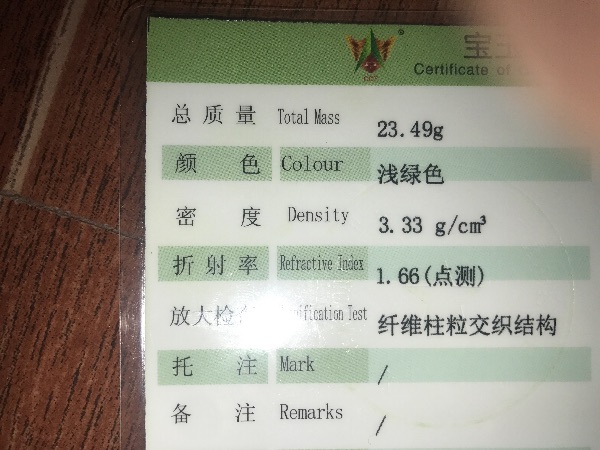 宝
Certificate of
总质量 Total Mass 23.49g
颜色 Colour 浅绿色
密度 Density 3.33 g/cm³
折射率 Refractive Index 1.66(点测)
放大检 Test 纤维柱粒交织结构
托注 Mark /
备注 Remarks /